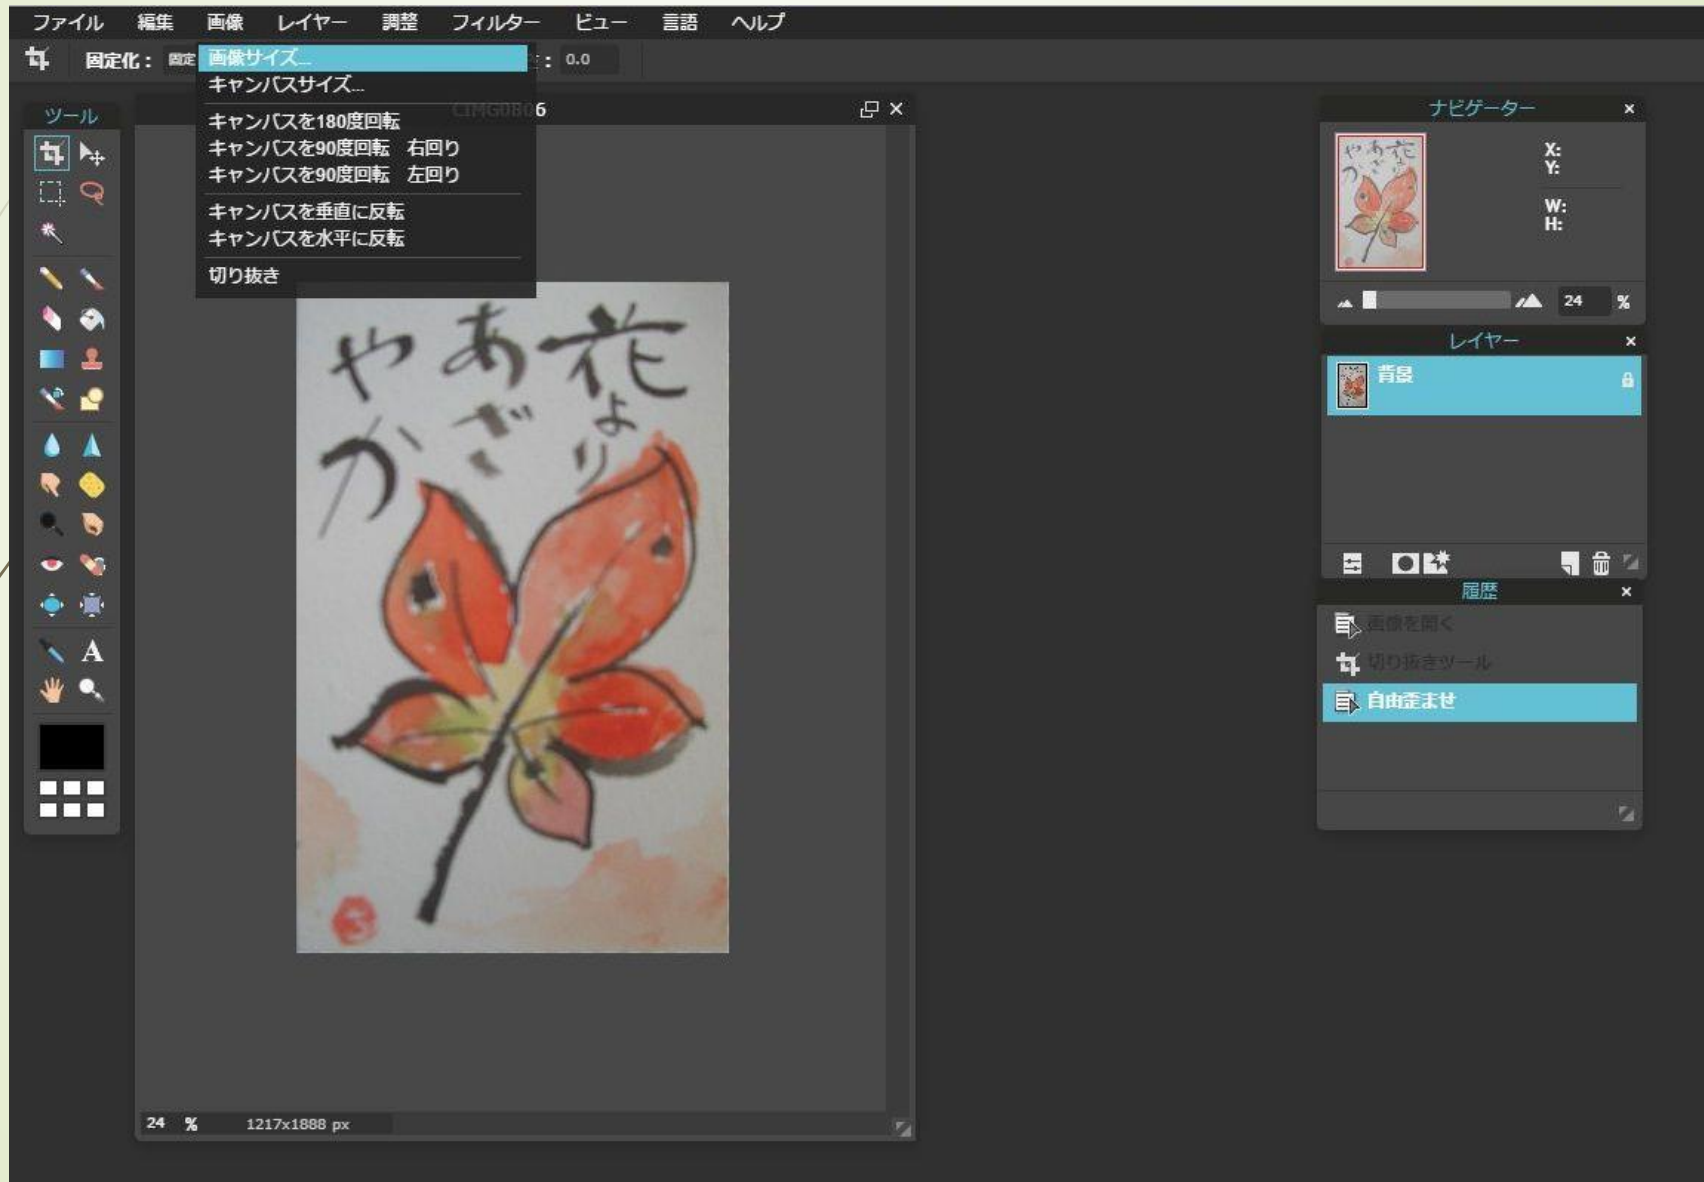 ファイル 編集 画像 レイヤー 調整 フィルター ビュー 言語 ヘルプ
固定化： 固定
: 0.0
画像サイズ...
キャンバスサイズ...
キャンバスを180度回転
キャンバスを90度回転 右回り
キャンバスを90度回転 左回り
キャンバスを垂直に反転
キャンバスを水平に反転
切り抜き
ツール
A
CIMG0806
花より
あざ
やか
24 % 1217x1888 px
ナビゲーター
X:
Y:
W:
H:
24 %
レイヤー
背景
履歴
画像を開く
切り抜きツール
自由歪ませ